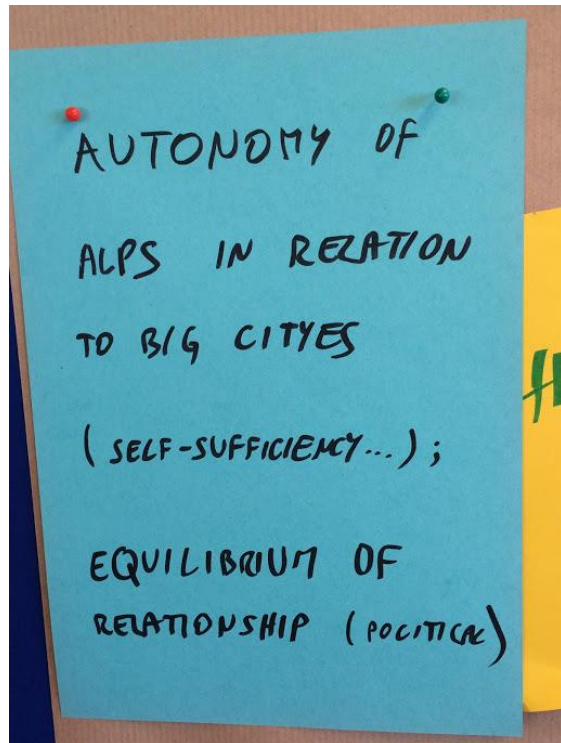 AUTONOMY OF
ALPS IN RELATION
TO BIG CITYES
(SELF-SUFFICIENCY...);
EQUILIBRIUM OF
RELATIONSHIP (POLITICAL)